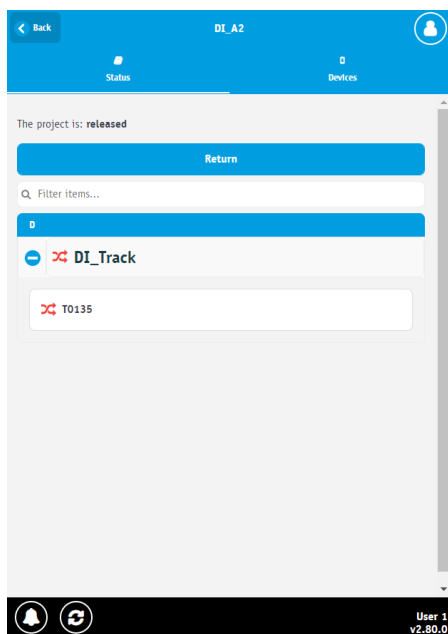 Back
DI_A2
Status
Devices
The project is: released
Return
Filter items...
D
DI_Track
T0135
User 1
v2.80.0